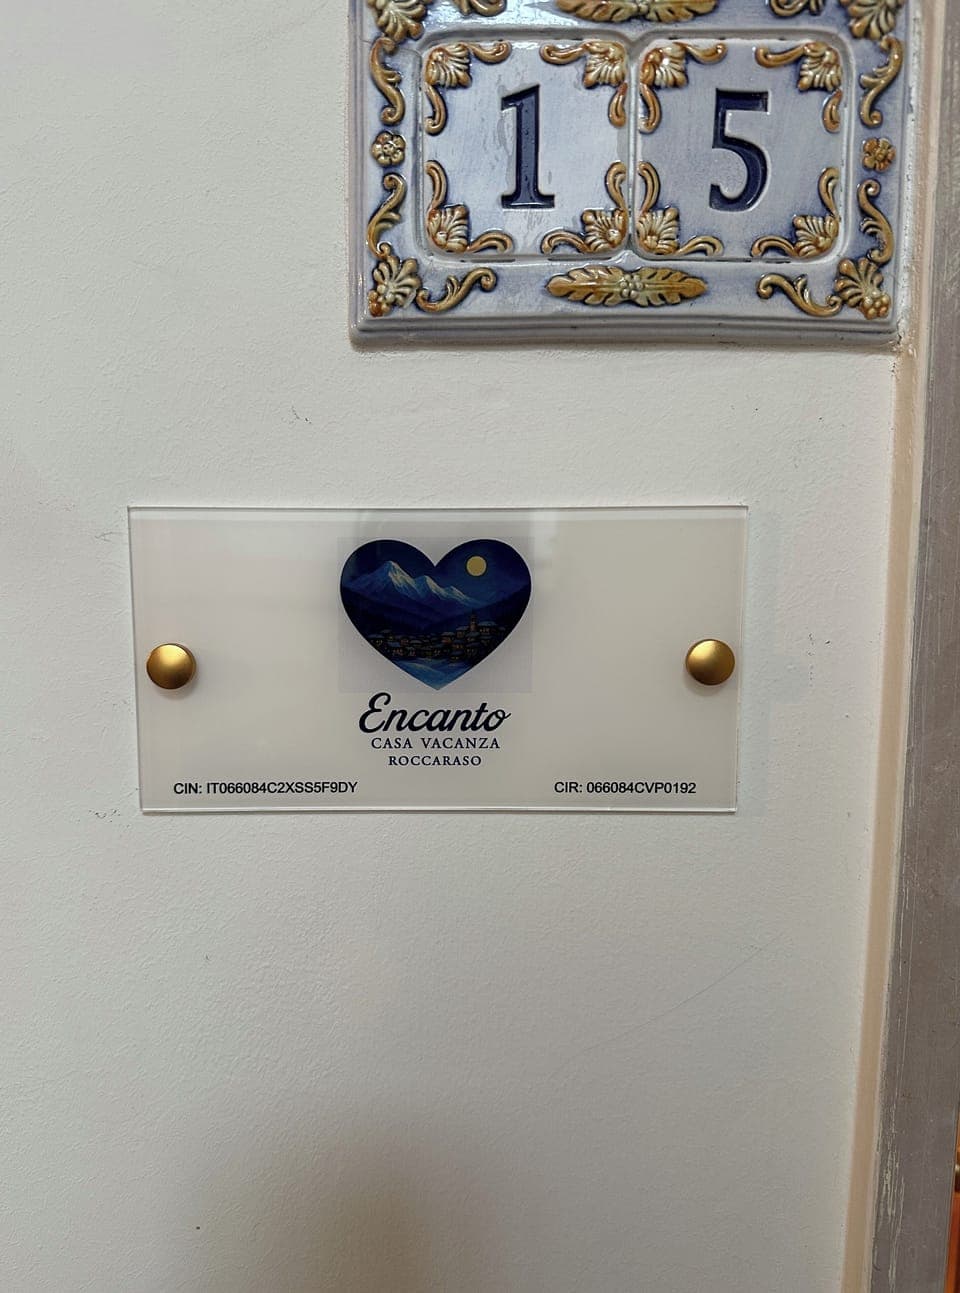 15
Encanto
CASA VACANZA
ROCCARASO
CIN: IT066084C2XSS5F9DY
CIR: 066084CVP0192